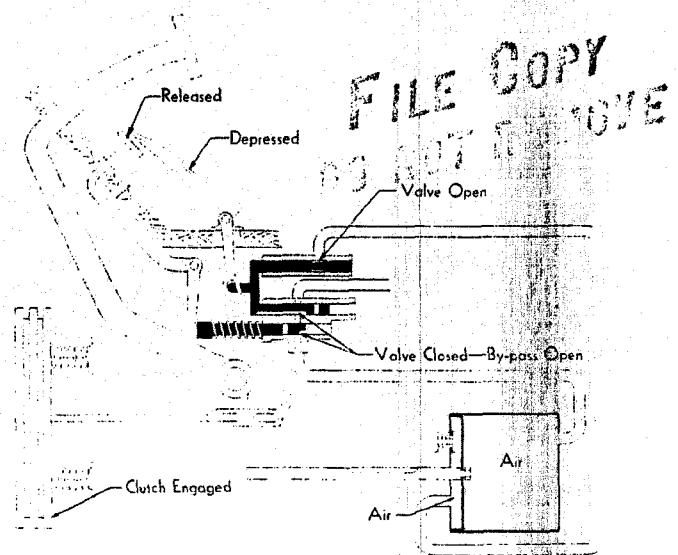 FILE COPY
Released
Depressed
Valve Open
Valve Closed—By-pass Open
Air
Clutch Engaged
Air